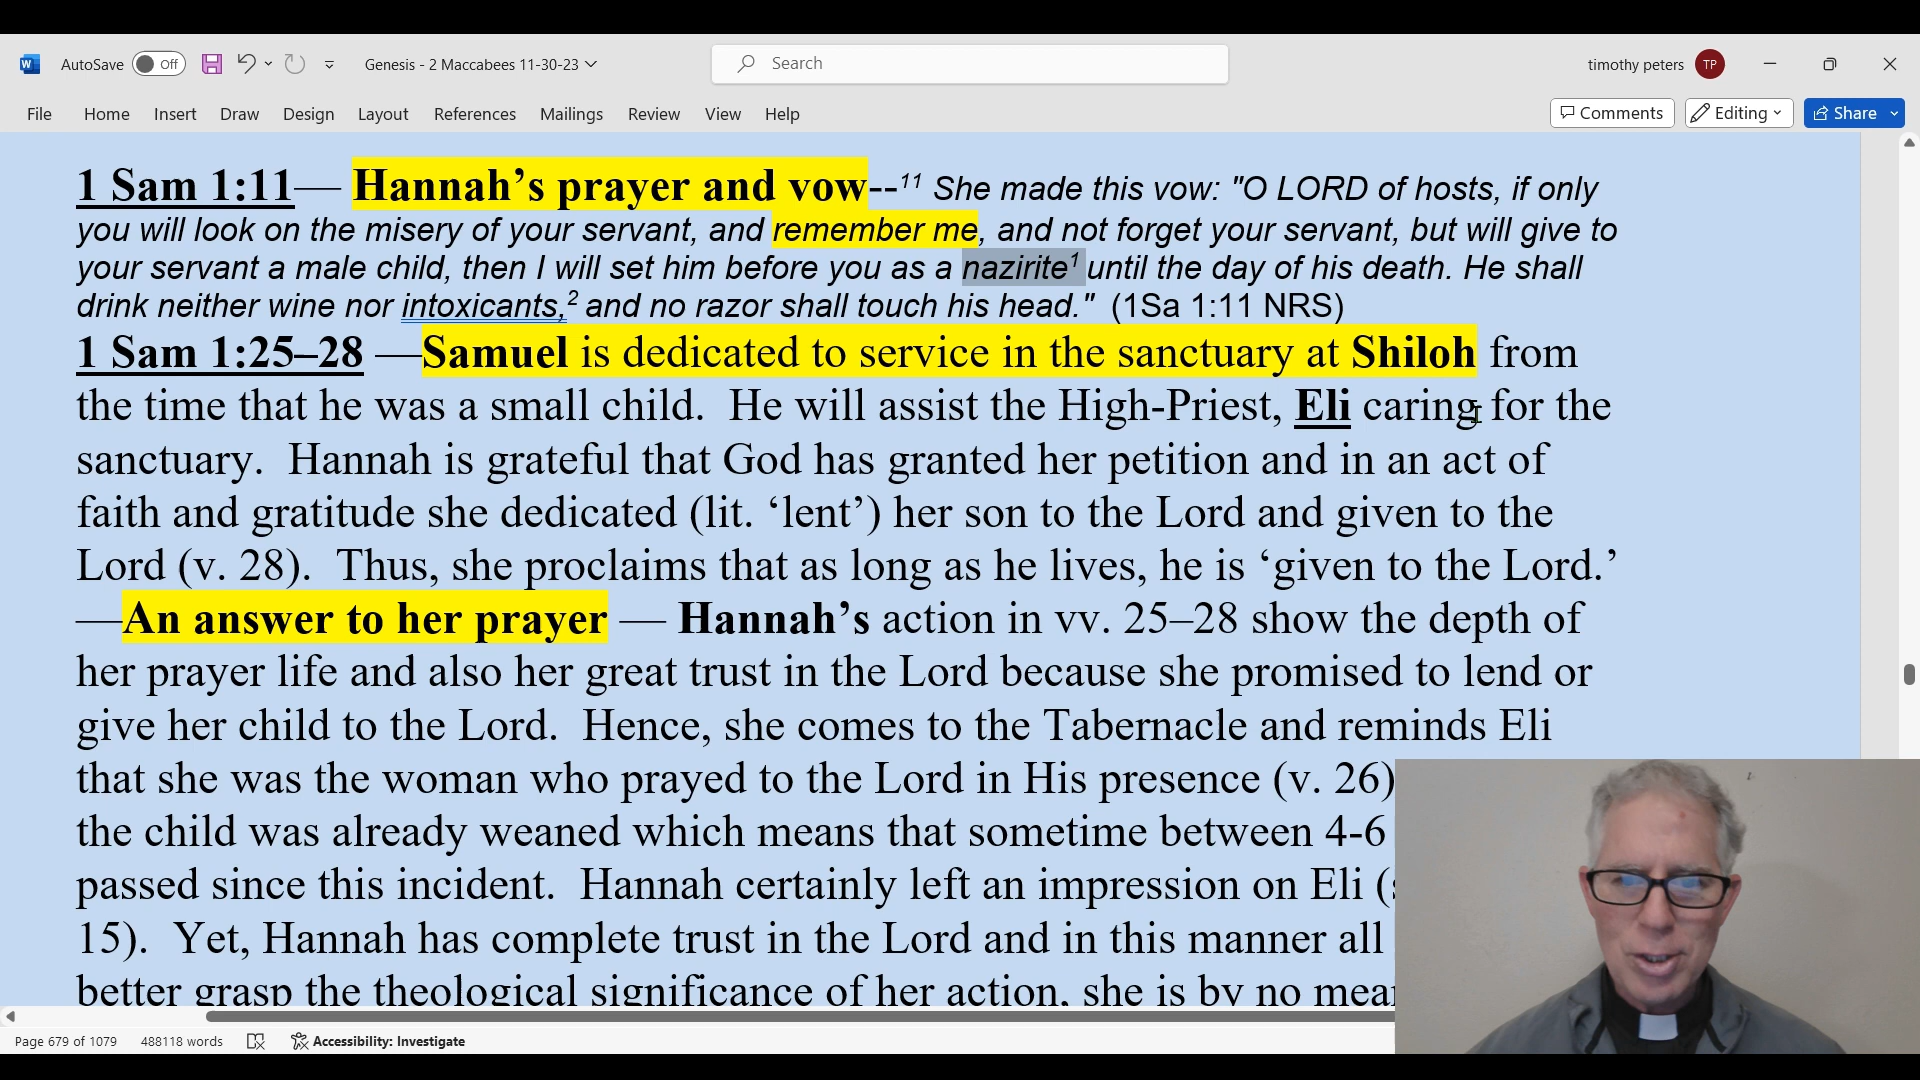 AutoSave Off Genesis - 2 Maccabees 11-30-23 Search timothy peters TP
File Home Insert Draw Design Layout References Mailings Review View Help Comments Editing Share
1 Sam 1:11— Hannah’s prayer and vow--11 She made this vow: "O LORD of hosts, if only
you will look on the misery of your servant, and remember me, and not forget your servant, but will give to
your servant a male child, then I will set him before you as a nazirite1 until the day of his death. He shall
drink neither wine nor intoxicants,2 and no razor shall touch his head." (1Sa 1:11 NRS)
1 Sam 1:25–28 —Samuel is dedicated to service in the sanctuary at Shiloh from
the time that he was a small child. He will assist the High-Priest, Eli caring for the
sanctuary. Hannah is grateful that God has granted her petition and in an act of
faith and gratitude she dedicated (lit. ‘lent’) her son to the Lord and given to the
Lord (v. 28). Thus, she proclaims that as long as he lives, he is ‘given to the Lord.’
—An answer to her prayer — Hannah’s action in vv. 25–28 show the depth of
her prayer life and also her great trust in the Lord because she promised to lend or
give her child to the Lord. Hence, she comes to the Tabernacle and reminds Eli
that she was the woman who prayed to the Lord in His presence (v. 26)
the child was already weaned which means that sometime between 4-6
passed since this incident. Hannah certainly left an impression on Eli (
15). Yet, Hannah has complete trust in the Lord and in this manner all
better grasp the theological significance of her action, she is by no
Page 679 of 1079 488118 words Accessibility: Investigate